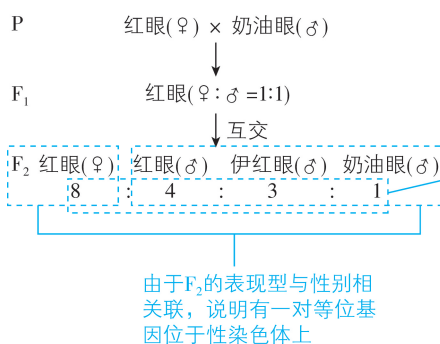 P 红眼(♀) × 奶油眼(♂)
F₁ 红眼(♀:♂=1:1)
互交
F₂ 红眼(♀) 红眼(♂) 伊红眼(♂) 奶油眼(♂)
8 : 4 : 3 : 1
由于F₂的表现型与性别相
关联，说明有一对等位基
因位于性染色体上